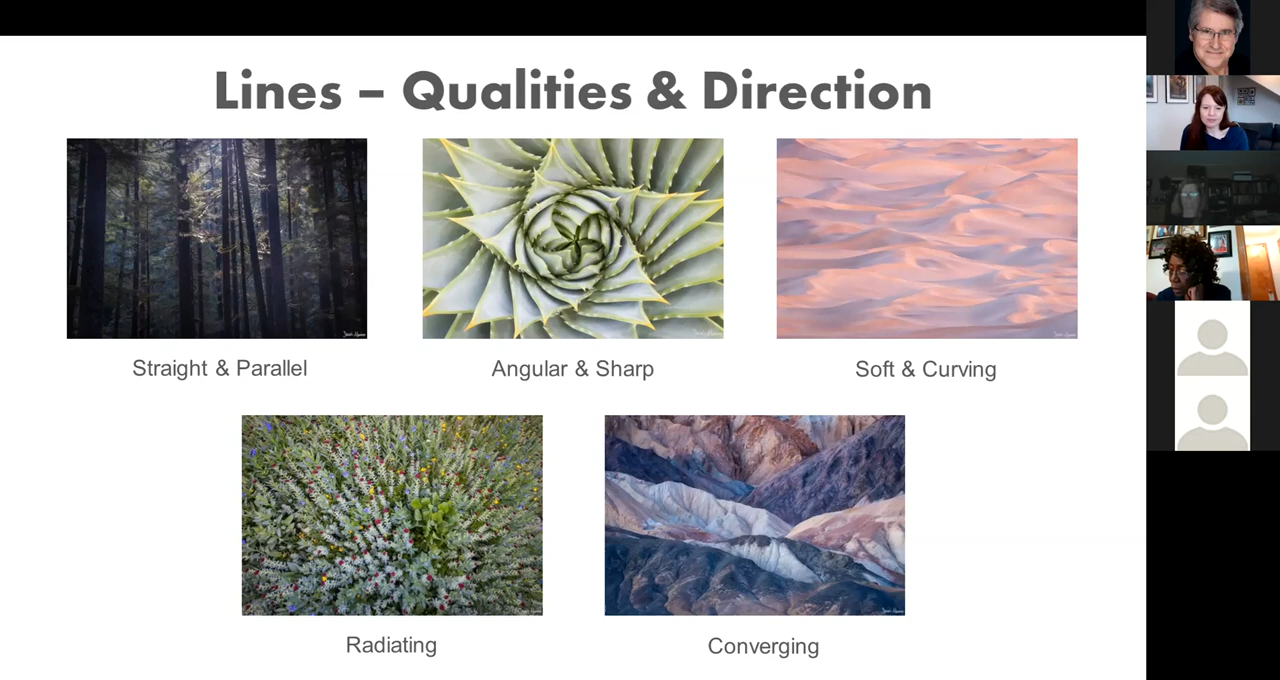 Lines – Qualities & Direction
Straight & Parallel
Angular & Sharp
Soft & Curving
Radiating
Converging